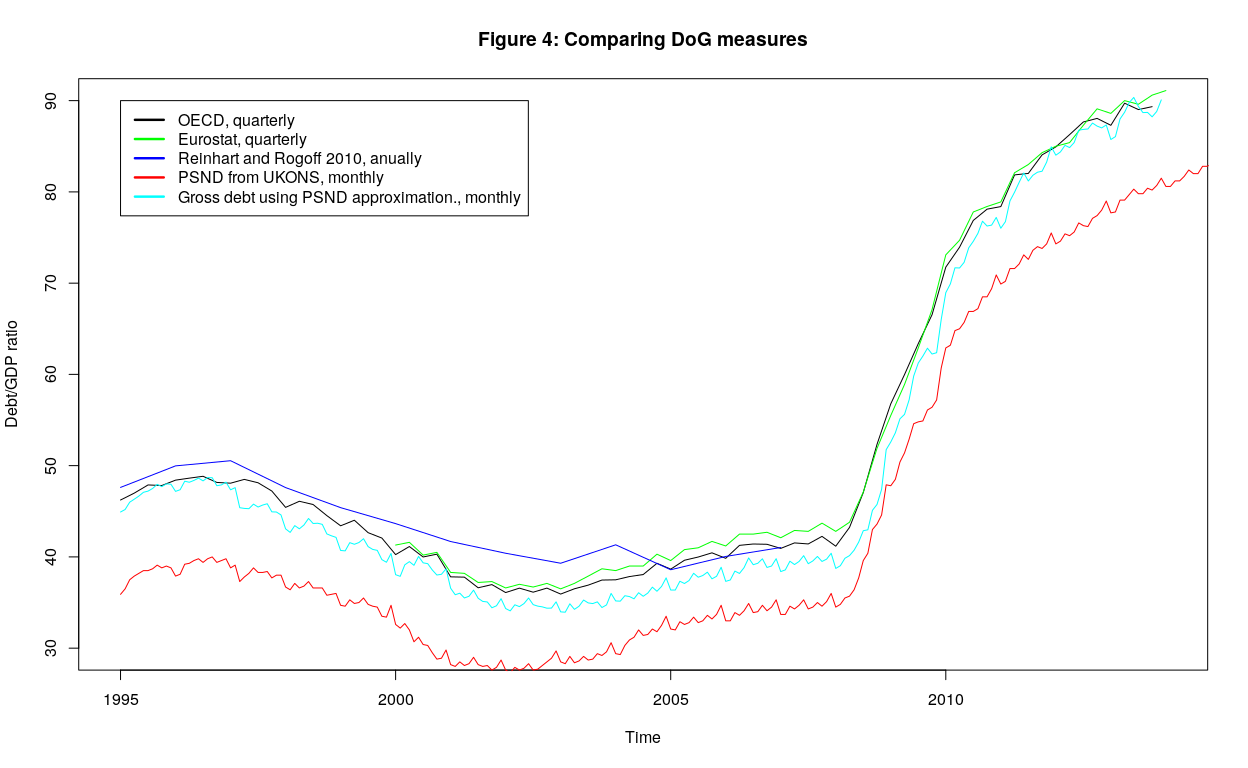 Figure 4: Comparing DoG measures
OECD, quarterly
Eurostat, quarterly
Reinhart and Rogoff 2010, anually
PSND from UKONS, monthly
Gross debt using PSND approximation., monthly
Debt/GDP ratio
90
80
70
60
50
40
30
1995
2000
2005
2010
Time